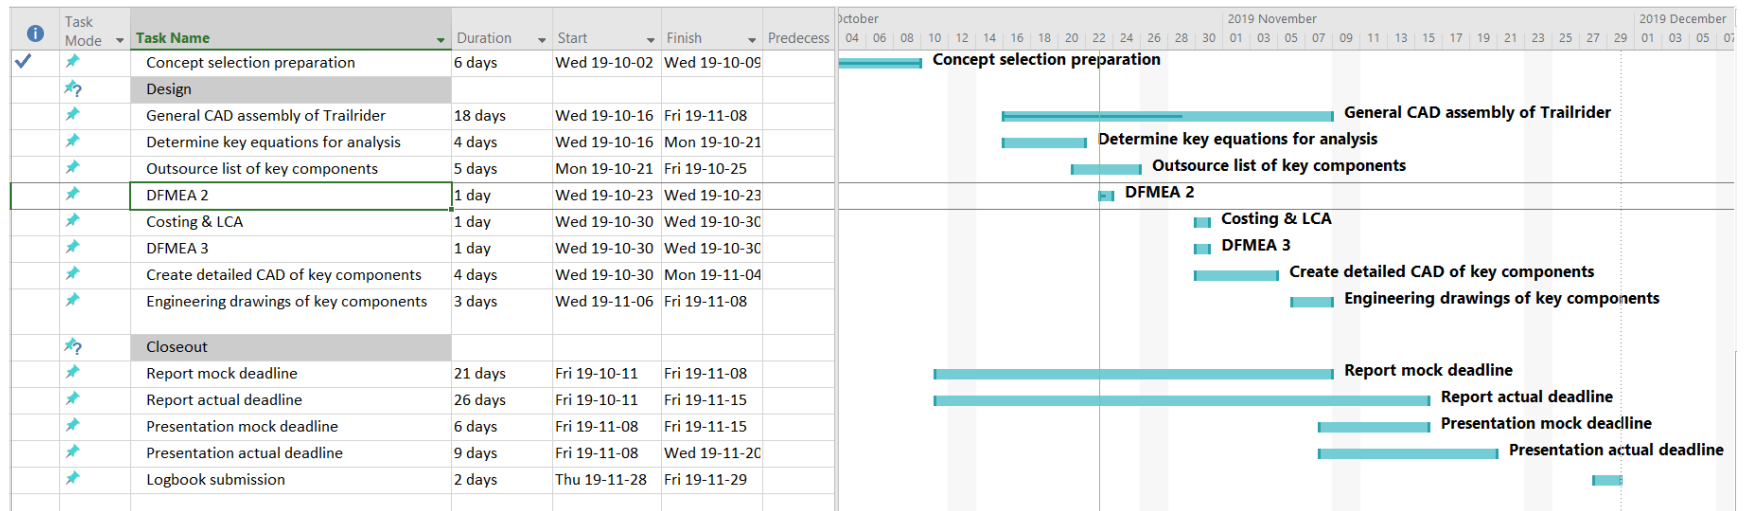 Task Mode Task Name Duration Start Finish Predecess
Concept selection preparation 6 days Wed 19-10-02 Wed 19-10-09
Design
General CAD assembly of Trailrider 18 days Wed 19-10-16 Fri 19-11-08
Determine key equations for analysis 4 days Wed 19-10-16 Mon 19-10-21
Outsource list of key components 5 days Mon 19-10-21 Fri 19-10-25
DFMEA 2 1 day Wed 19-10-23 Wed 19-10-23
Costing & LCA 1 day Wed 19-10-30 Wed 19-10-30
DFMEA 3 1 day Wed 19-10-30 Wed 19-10-30
Create detailed CAD of key components 4 days Wed 19-10-30 Mon 19-11-04
Engineering drawings of key components 3 days Wed 19-11-06 Fri 19-11-08
Closeout
Report mock deadline 21 days Fri 19-10-11 Fri 19-11-08
Report actual deadline 26 days Fri 19-10-11 Fri 19-11-15
Presentation mock deadline 6 days Fri 19-11-08 Fri 19-11-15
Presentation actual deadline 9 days Fri 19-11-08 Wed 19-11-20
Logbook submission 2 days Thu 19-11-28 Fri 19-11-29
October 2019 November 2019 December
04 06 08 10 12 14 16 18 20 22 24 26 28 30 01 03 05 07 09 11 13 15 17 19 21 23 25 27 29 01 03 05 07
Concept selection preparation
General CAD assembly of Trailrider
Determine key equations for analysis
Outsource list of key components
DFMEA 2
Costing & LCA
DFMEA 3
Create detailed CAD of key components
Engineering drawings of key components
Report mock deadline
Report actual deadline
Presentation mock deadline
Presentation actual deadline